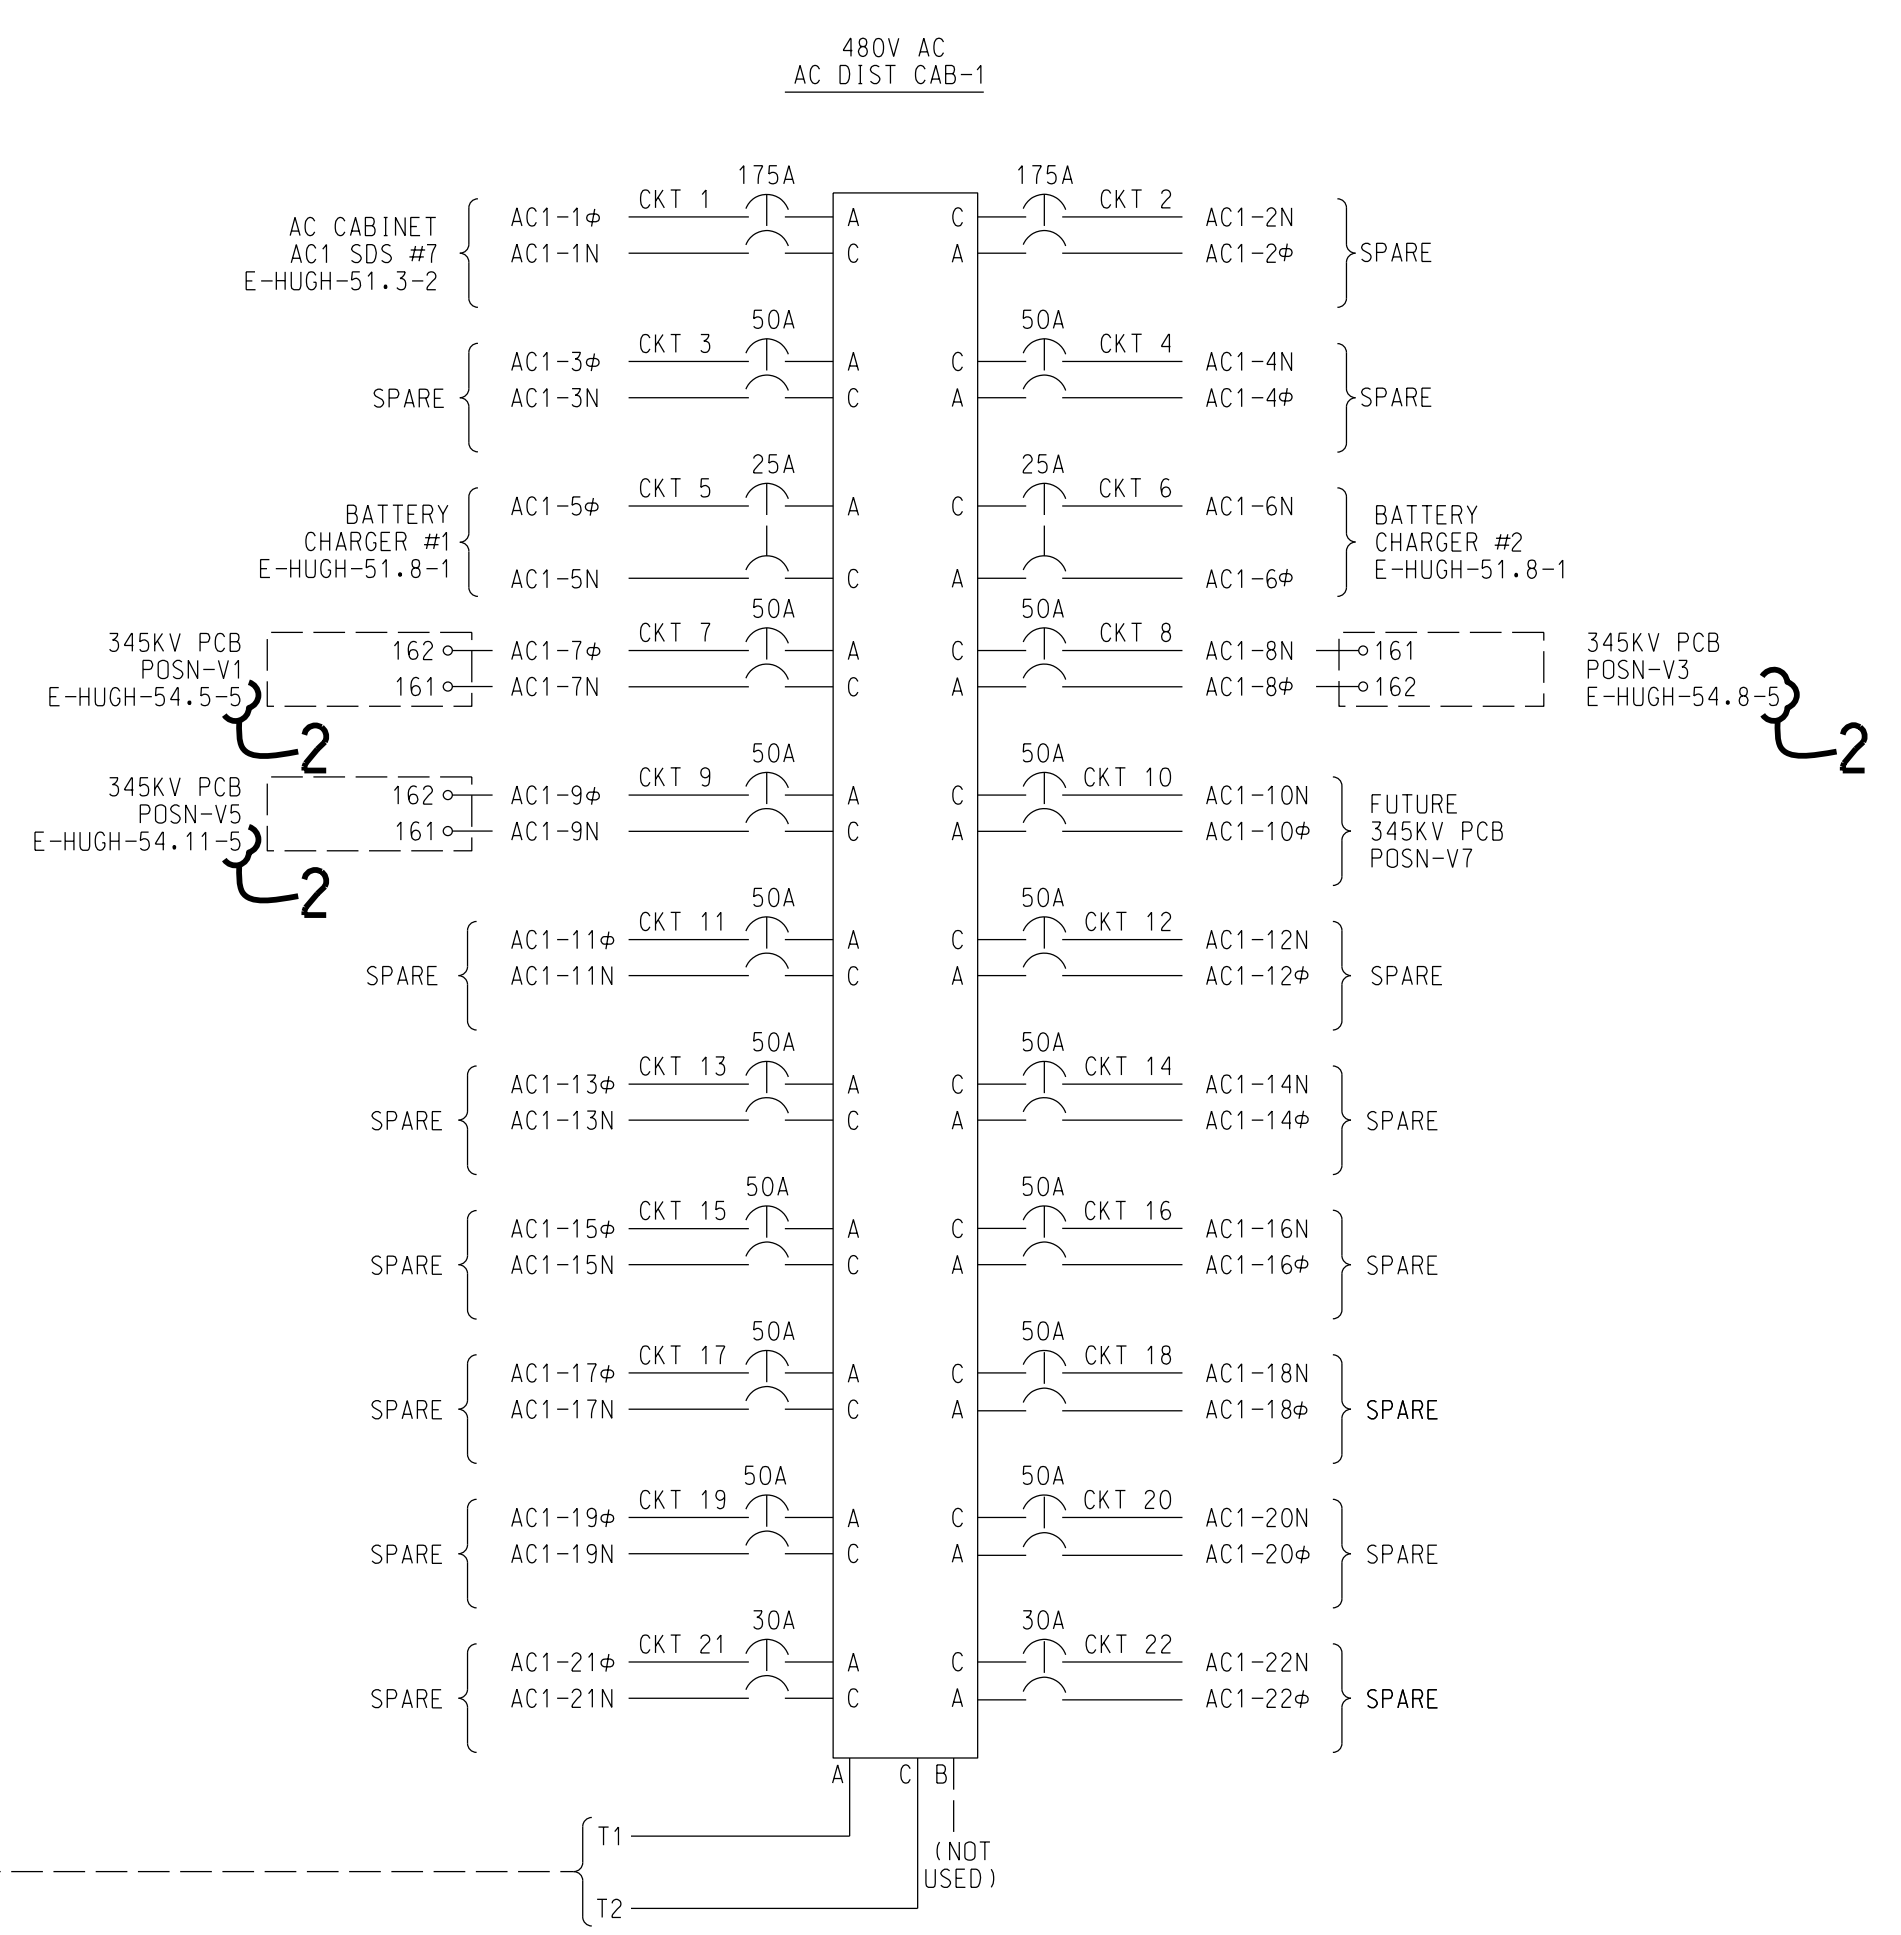 480V AC
AC DIST CAB-1
175A
175A
CKT 1
CKT 2
AC CABINET
AC1 SDS #7
E-HUGH-51.3-2
AC1-1φ
A
C
AC1-2N
AC1-1N
C
A
AC1-2φ
SPARE
50A
50A
CKT 3
CKT 4
AC1-3φ
A
C
AC1-4N
SPARE
AC1-3N
C
A
AC1-4φ
SPARE
25A
25A
CKT 5
CKT 6
BATTERY
CHARGER #1
E-HUGH-51.8-1
AC1-5φ
A
C
AC1-6N
AC1-5N
C
A
AC1-6φ
BATTERY
CHARGER #2
E-HUGH-51.8-1
50A
50A
CKT 7
CKT 8
345KV PCB
POSN-V1
E-HUGH-54.5-5
2
162
AC1-7φ
A
C
AC1-8N
161
161
AC1-7N
C
A
AC1-8φ
162
345KV PCB
POSN-V3
E-HUGH-54.8-5
2
50A
50A
CKT 9
CKT 10
345KV PCB
POSN-V5
E-HUGH-54.11-5
2
162
AC1-9φ
A
C
AC1-10N
161
AC1-9N
C
A
AC1-10φ
FUTURE
345KV PCB
POSN-V7
50A
50A
CKT 11
CKT 12
AC1-11φ
A
C
AC1-12N
SPARE
AC1-11N
C
A
AC1-12φ
SPARE
50A
50A
CKT 13
CKT 14
AC1-13φ
A
C
AC1-14N
SPARE
AC1-13N
C
A
AC1-14φ
SPARE
50A
50A
CKT 15
CKT 16
AC1-15φ
A
C
AC1-16N
SPARE
AC1-15N
C
A
AC1-16φ
SPARE
50A
50A
CKT 17
CKT 18
AC1-17φ
A
C
AC1-18N
SPARE
AC1-17N
C
A
AC1-18φ
SPARE
50A
50A
CKT 19
CKT 20
AC1-19φ
A
C
AC1-20N
SPARE
AC1-19N
C
A
AC1-20φ
SPARE
30A
30A
CKT 21
CKT 22
AC1-21φ
A
C
AC1-22N
SPARE
AC1-21N
C
A
AC1-22φ
SPARE
A
C
B
T1
(NOT
USED)
T2